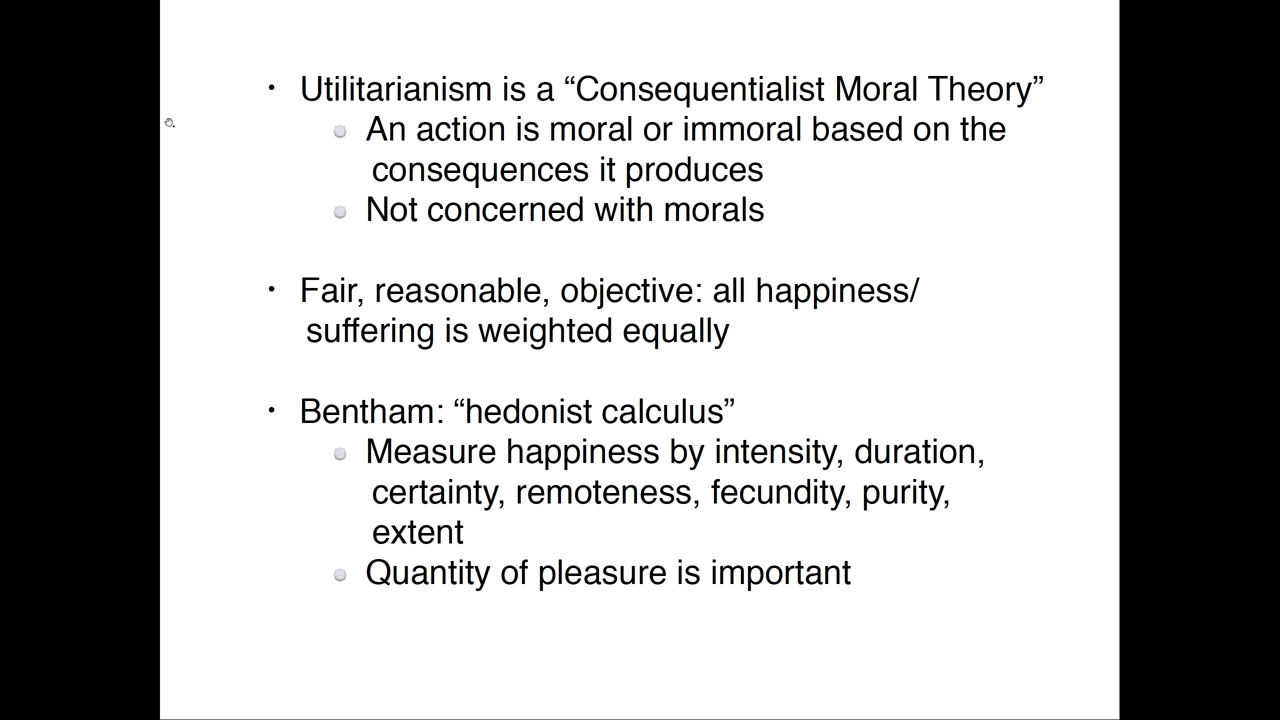 • Utilitarianism is a “Consequentialist Moral Theory”
An action is moral or immoral based on the
consequences it produces
Not concerned with morals
• Fair, reasonable, objective: all happiness/
suffering is weighted equally
• Bentham: “hedonist calculus”
Measure happiness by intensity, duration,
certainty, remoteness, fecundity, purity,
extent
Quantity of pleasure is important